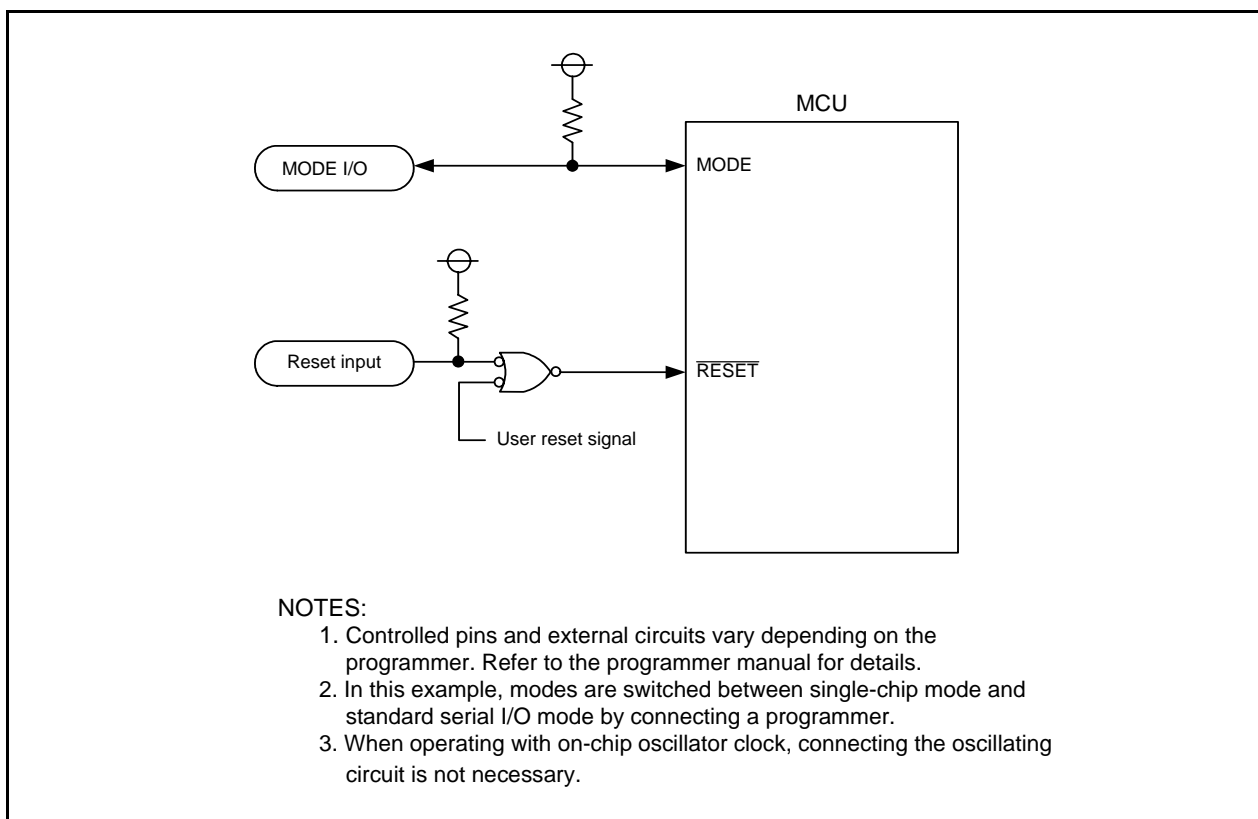 MCU
MODE I/O
MODE
Reset input
RESET
User reset signal
NOTES:
1. Controlled pins and external circuits vary depending on the
programmer. Refer to the programmer manual for details.
2. In this example, modes are switched between single-chip mode and
standard serial I/O mode by connecting a programmer.
3. When operating with on-chip oscillator clock, connecting the oscillating
circuit is not necessary.